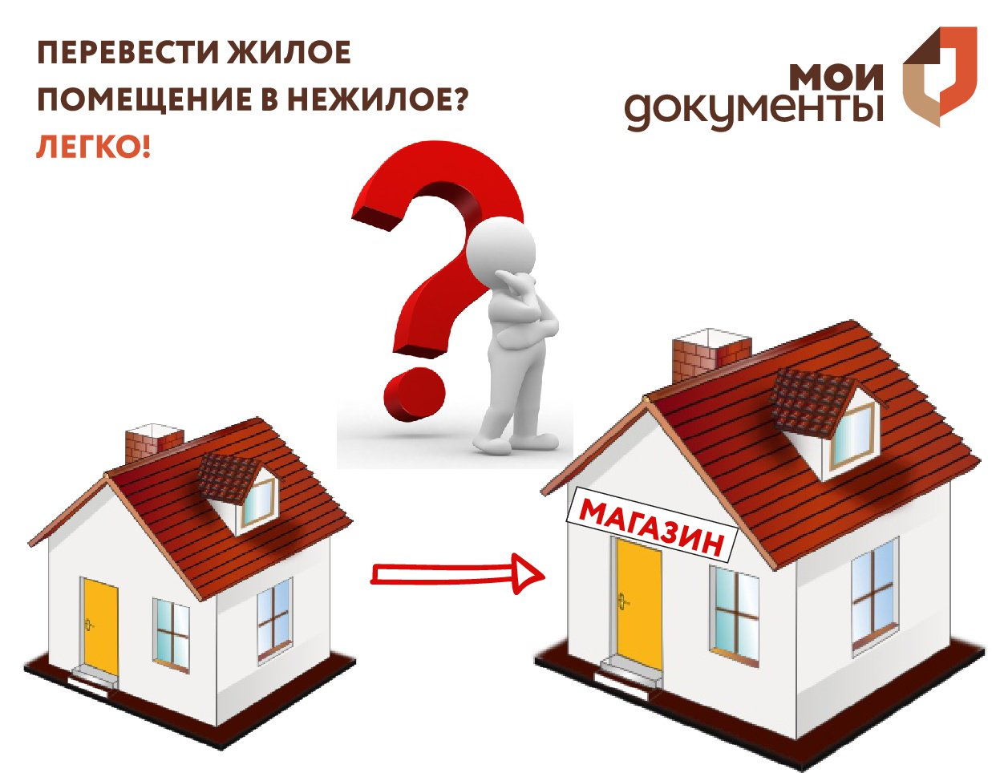 ПЕРЕВЕСТИ ЖИЛОЕ
ПОМЕЩЕНИЕ В НЕЖИЛОЕ?
ЛЕГКО!
мои
документы
МАГАЗИН